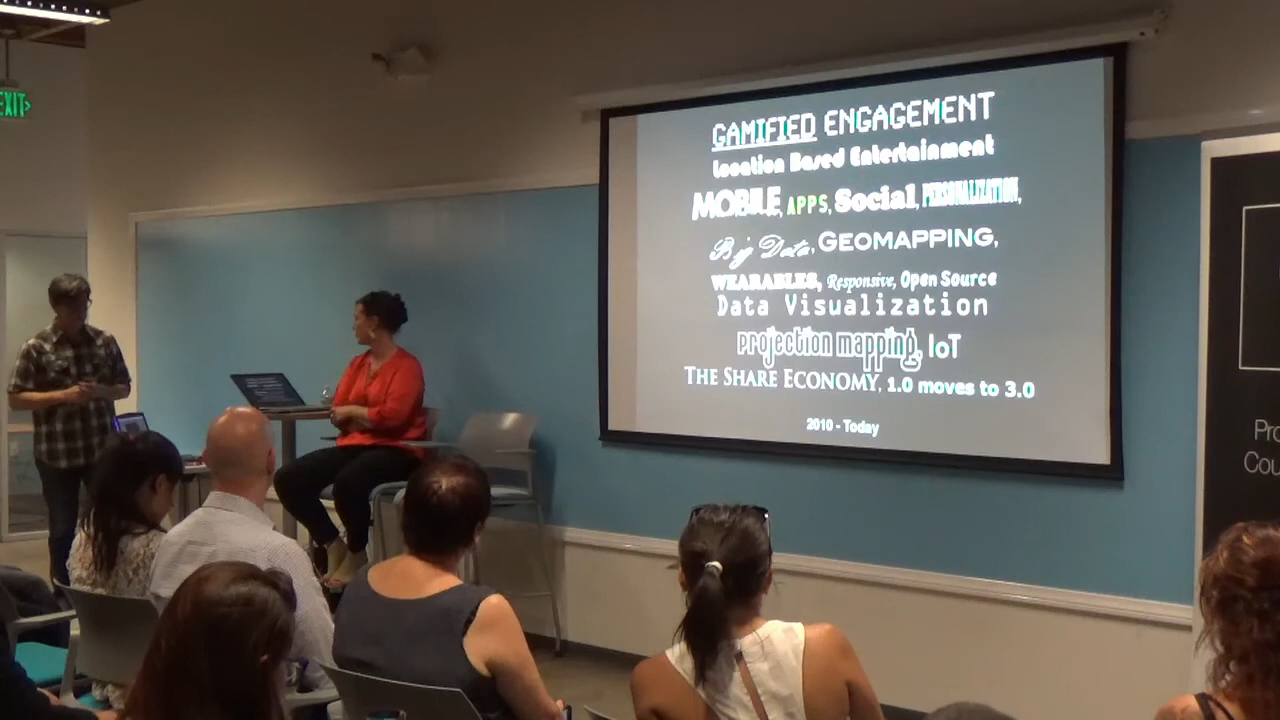 EXIT
GAMIFIED ENGAGEMENT
Location Based Entertainment
MOBILE, APPS, Social, PERSONALIZATION,
Big Data, GEOMAPPING,
WEARABLES, Responsive, Open Source
Data Visualization
projection mapping, IoT
THE SHARE ECONOMY, 1.0 moves to 3.0
2010 - Today